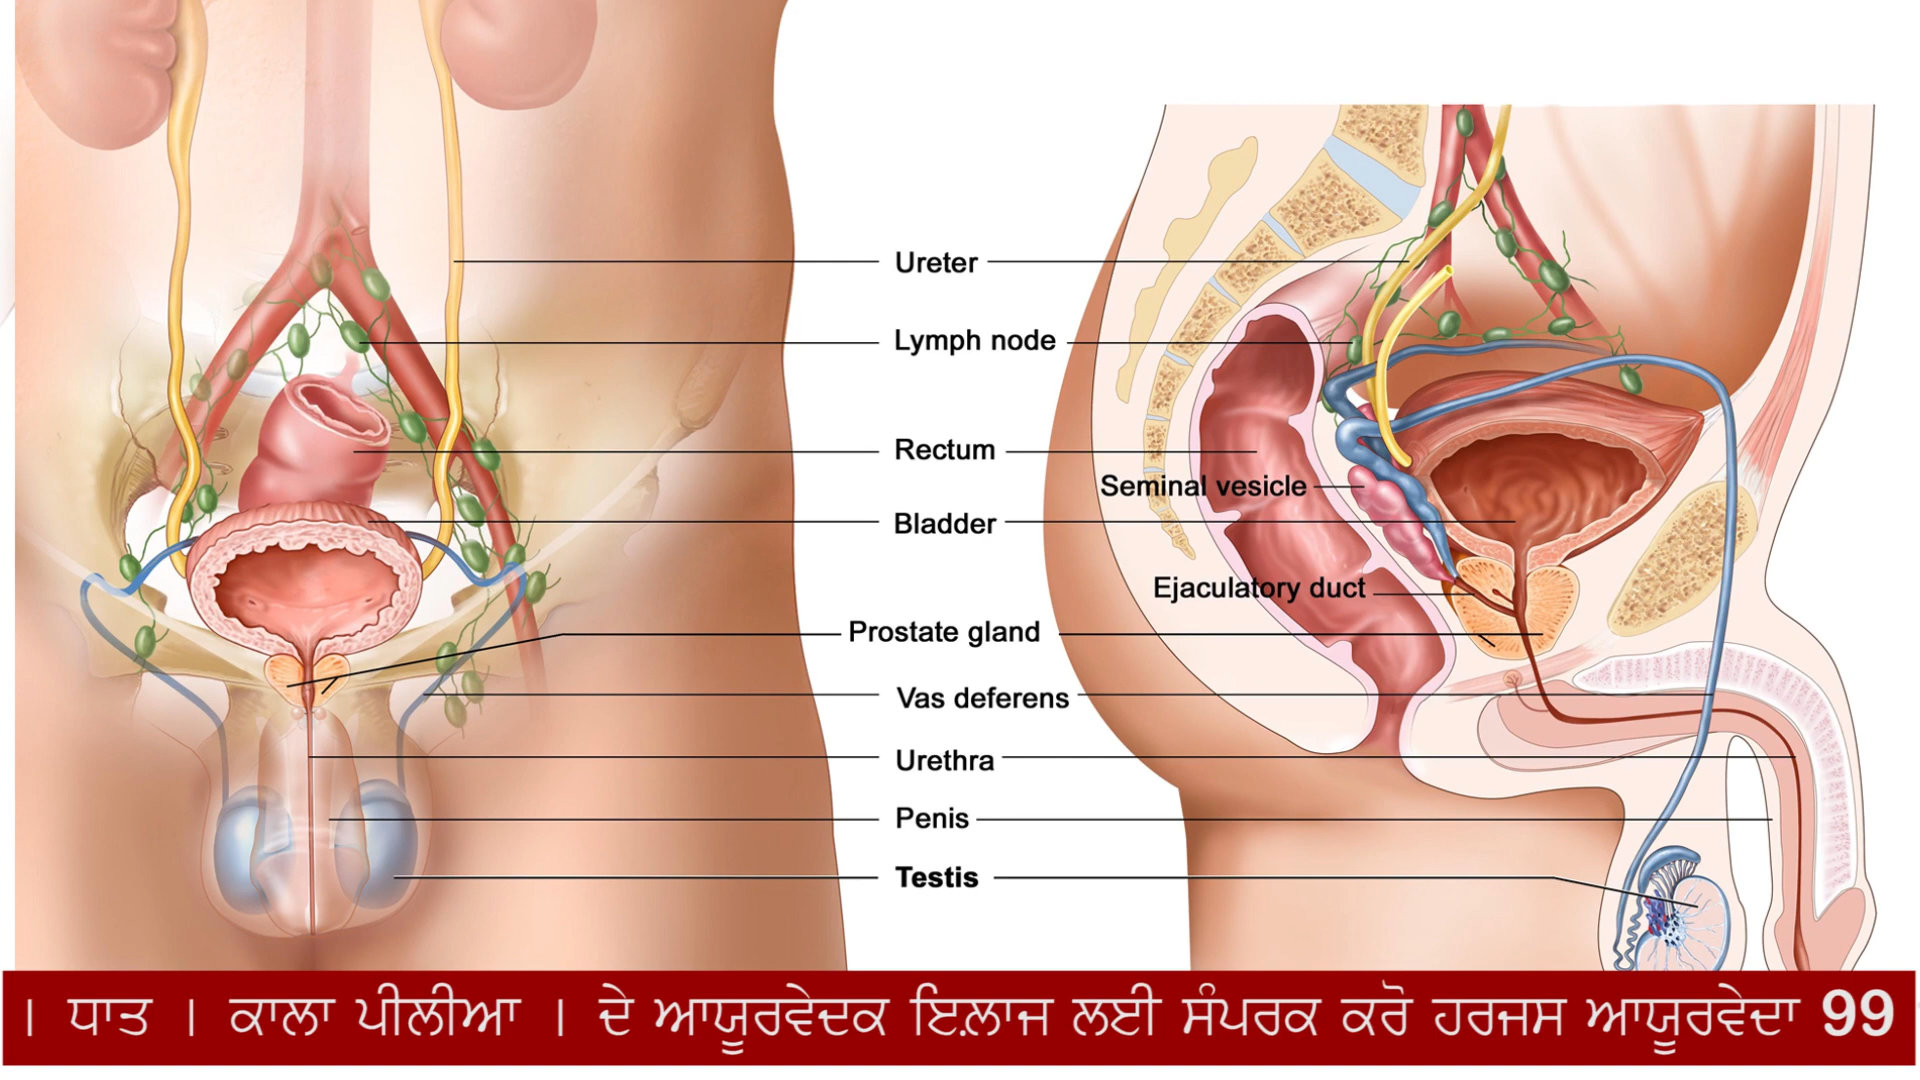 Ureter
Lymph node
Rectum
Seminal vesicle
Bladder
Ejaculatory duct
Prostate gland
Vas deferens
Urethra
Penis
Testis
। ਧਾਤ । ਕਾਲਾ ਪੀਲੀਆ । ਦੇ ਆਯੂਰਵੇਦਕ ਇਲਾਜ ਲਈ ਸੰਪਰਕ ਕਰੋ ਹਰਜਸ ਆਯੂਰਵੇਦਾ 99